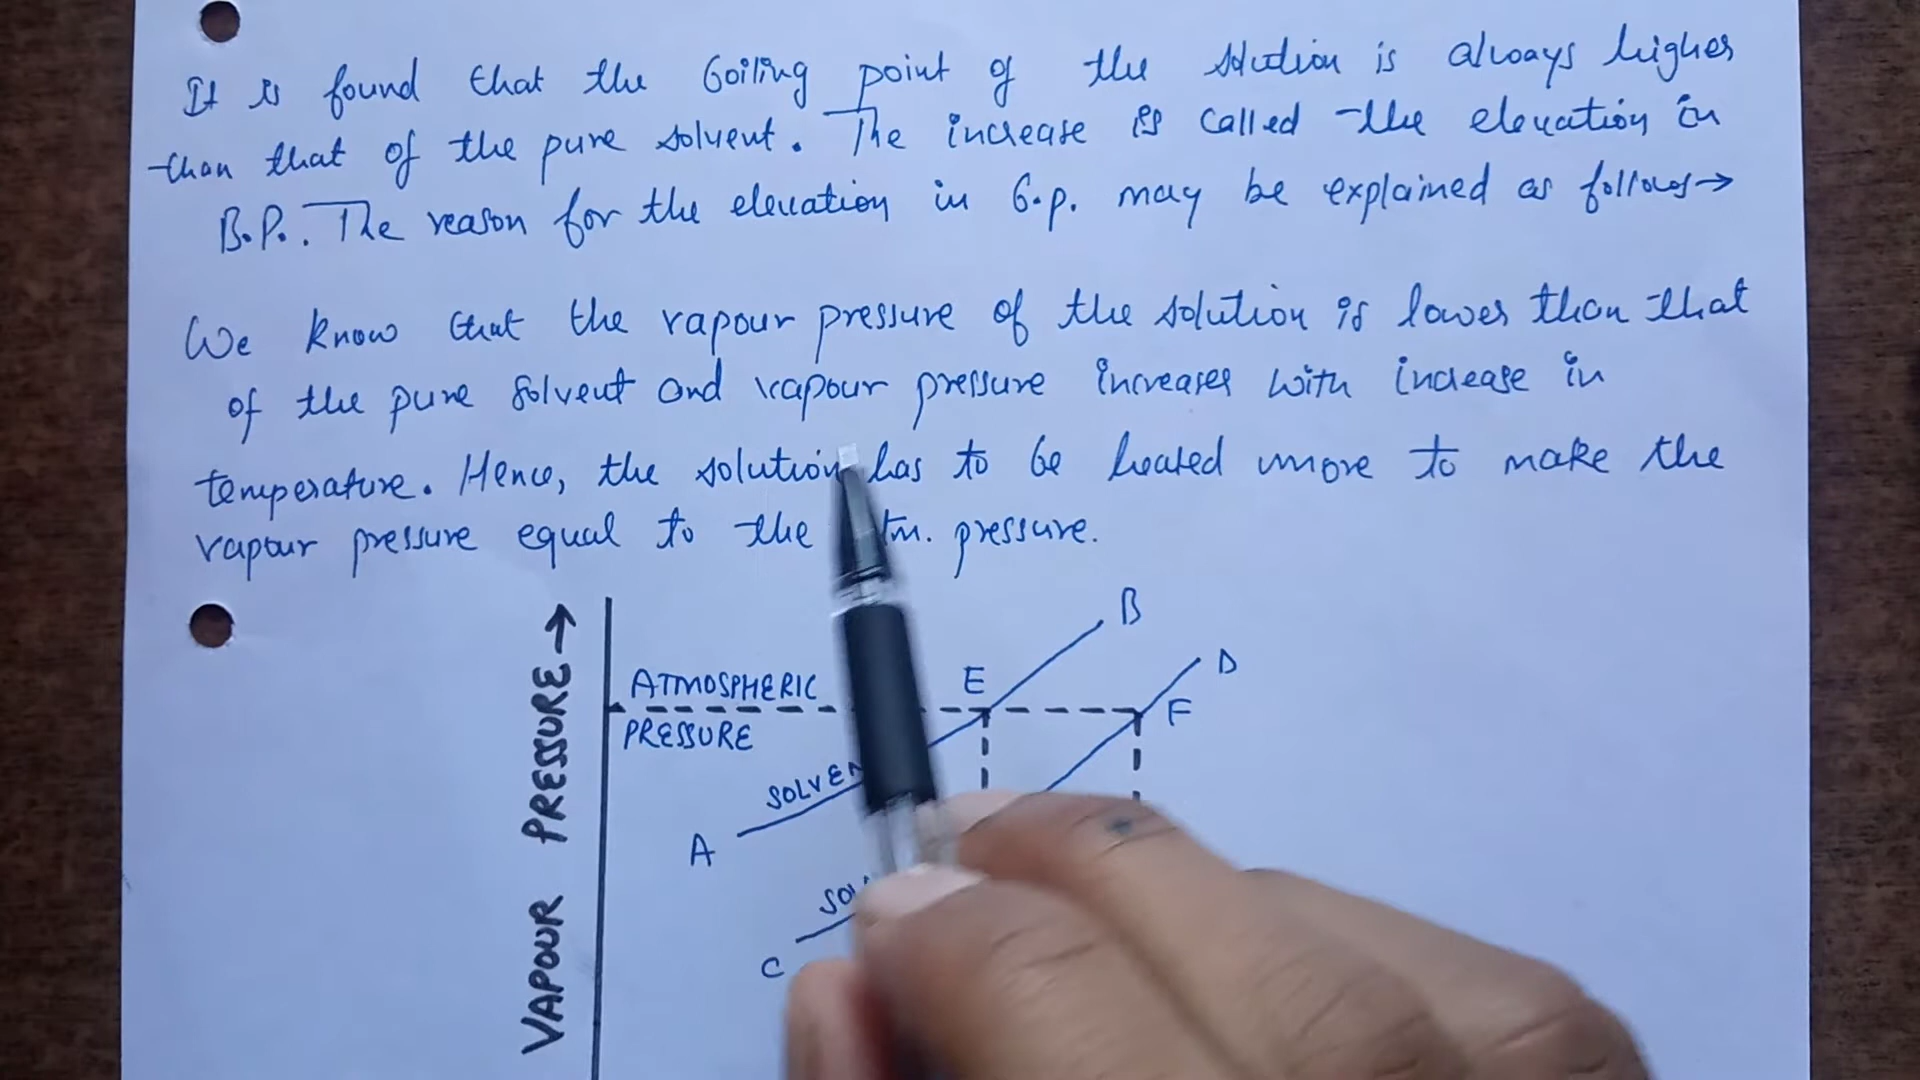 It is found that the boiling point of the solution is always higher
than that of the pure solvent. The increase is called the elevation in
B.P.. The reason for the elevation in b.p. may be explained as follows→
We know that the vapour pressure of the solution is lower than that
of the pure solvent and vapour pressure increases with increase in
temperature. Hence, the solution has to be heated more to make the
vapour pressure equal to the tm. pressure.
B
VAPOUR PRESSURE→
ATMOSPHERIC
E
D
PRESSURE
F
SOLVEN
A
SOL
C